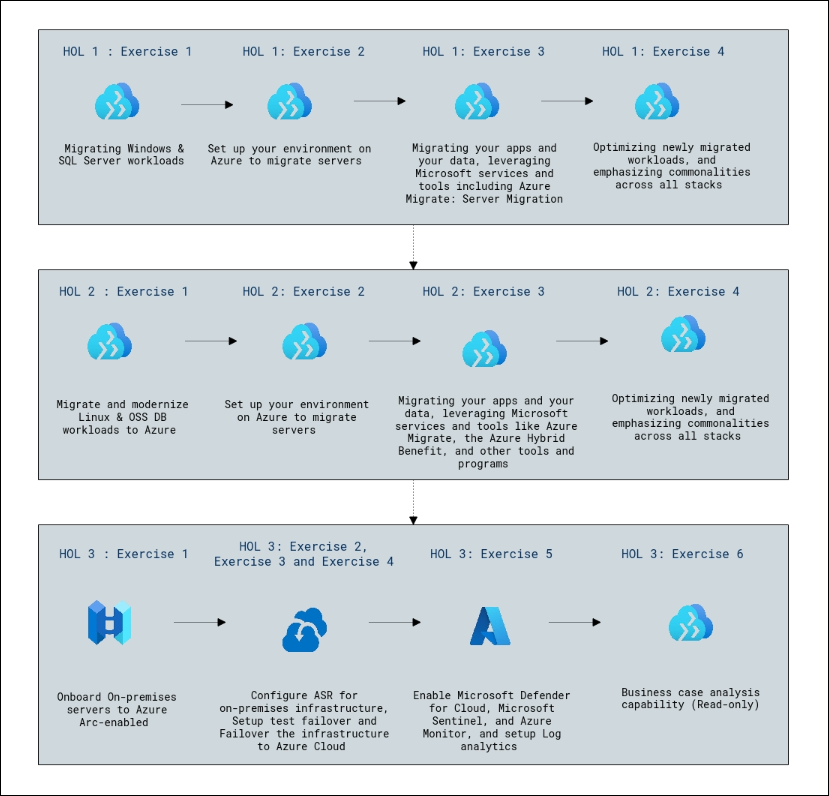 HOL 1 : Exercise 1
Migrating Windows &
SQL Server workloads
HOL 1: Exercise 2
Set up your environment on
Azure to migrate servers
HOL 1: Exercise 3
Migrating your apps and
your data, leveraging
Microsoft services and
tools including Azure
Migrate: Server Migration
HOL 1: Exercise 4
Optimizing newly migrated
workloads, and
emphasizing commonalities
across all stacks
HOL 2 : Exercise 1
Migrate and modernize
Linux & OSS DB
workloads to Azure
HOL 2: Exercise 2
Set up your environment
on Azure to migrate
servers
HOL 2: Exercise 3
Migrating your apps and your
data, leveraging Microsoft
services and tools like Azure
Migrate, the Azure Hybrid
Benefit, and other tools and
programs
HOL 2: Exercise 4
Optimizing newly migrated
workloads, and
emphasizing commonalities
across all stacks
HOL 3 : Exercise 1
Onboard On-premises
servers to Azure
Arc-enabled
HOL 3: Exercise 2,
Exercise 3 and Exercise 4
Configure ASR for
on-premises infrastructure,
Setup test failover and
Failover the infrastructure
to Azure Cloud
HOL 3: Exercise 5
Enable Microsoft Defender
for Cloud, Microsoft
Sentinel, and Azure
Monitor, and setup Log
analytics
HOL 3: Exercise 6
Business case analysis
capability (Read-only)